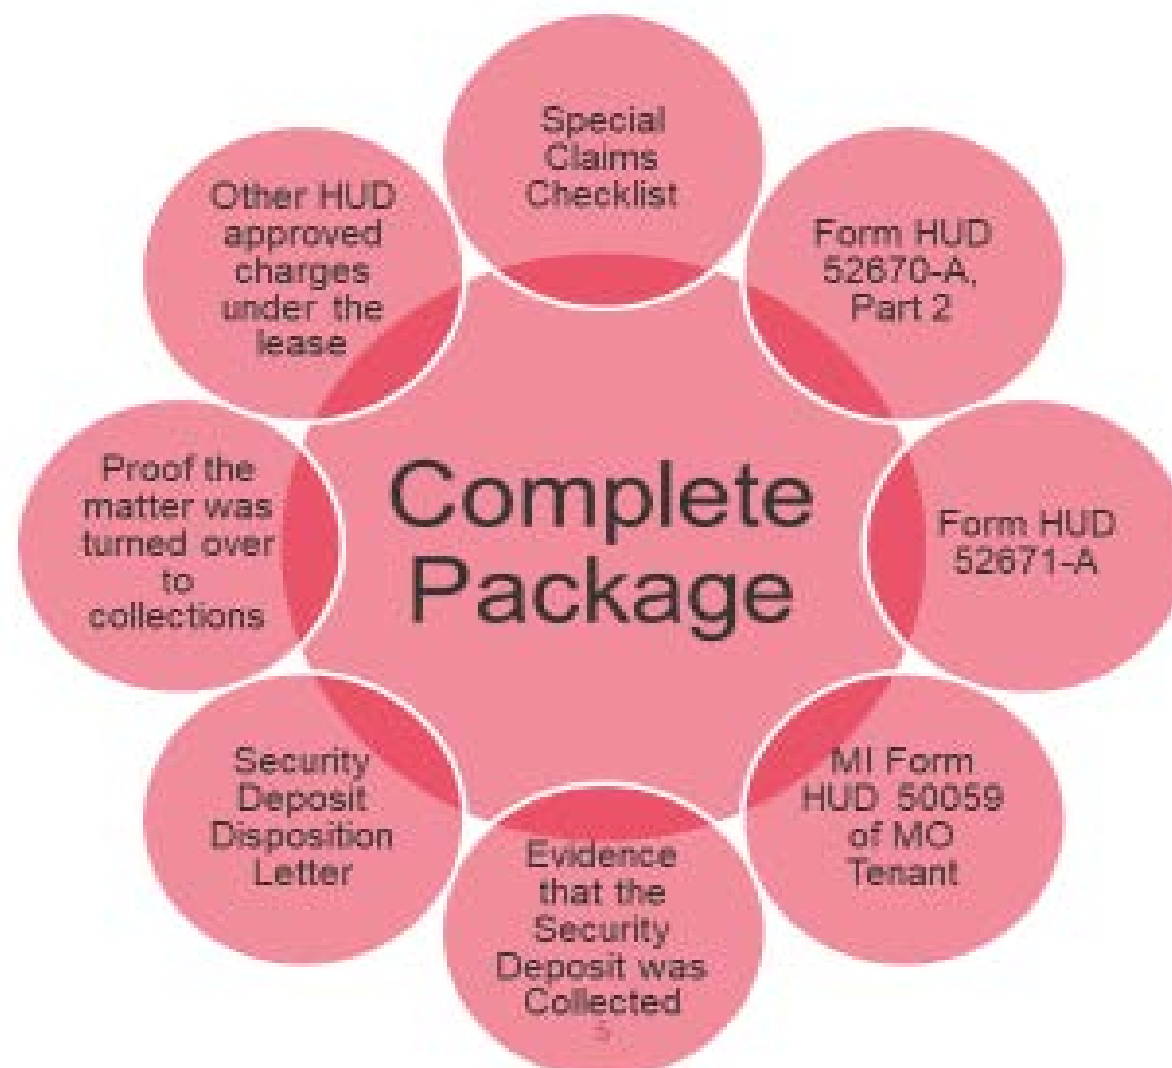 Special
Claims
Checklist
Form HUD
52670-A,
Part 2
Form HUD
52671-A
MI Form
HUD 50059
of MO
Tenant
Evidence
that the
Security
Deposit was
Collected
5
Security
Deposit
Disposition
Letter
Proof the
matter was
turned over
to
collections
Other HUD
approved
charges
under the
lease
Complete
Package